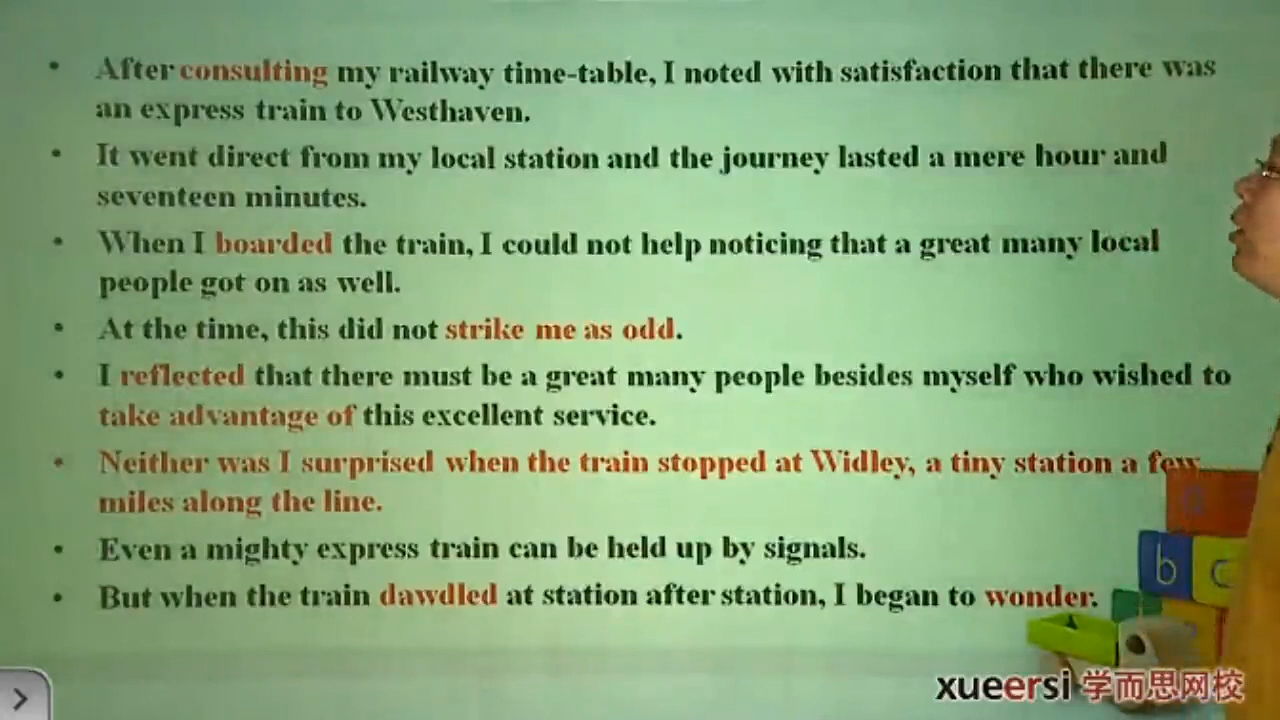 • After consulting my railway time-table, I noted with satisfaction that there was
an express train to Westhaven.
• It went direct from my local station and the journey lasted a mere hour and
seventeen minutes.
• When I boarded the train, I could not help noticing that a great many local
people got on as well.
• At the time, this did not strike me as odd.
• I reflected that there must be a great many people besides myself who wished to
take advantage of this excellent service.
• Neither was I surprised when the train stopped at Widley, a tiny station a few
miles along the line.
• Even a mighty express train can be held up by signals.
• But when the train dawdled at station after station, I began to wonder.
a
b c
xueersi 学而思网校